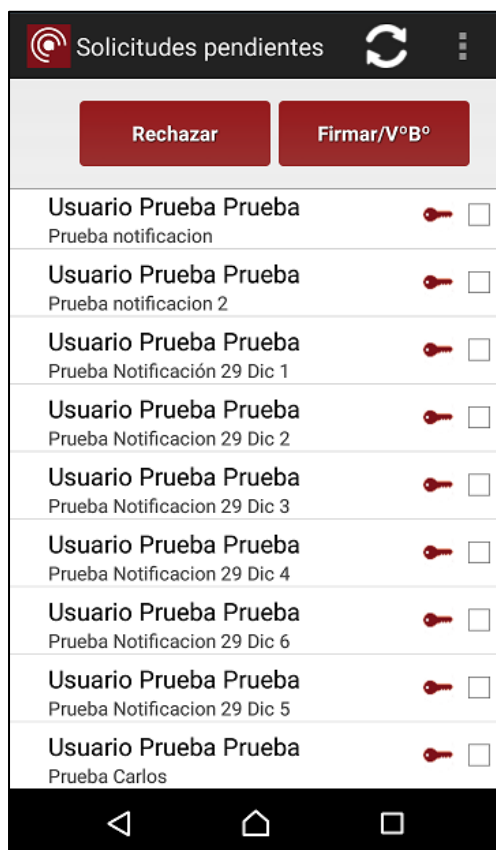 Solicitudes pendientes
Rechazar
Firmar/VºBº
Usuario Prueba Prueba
Prueba notificacion
Usuario Prueba Prueba
Prueba notificacion 2
Usuario Prueba Prueba
Prueba Notificación 29 Dic 1
Usuario Prueba Prueba
Prueba Notificacion 29 Dic 2
Usuario Prueba Prueba
Prueba Notificacion 29 Dic 3
Usuario Prueba Prueba
Prueba Notificacion 29 Dic 4
Usuario Prueba Prueba
Prueba Notificacion 29 Dic 6
Usuario Prueba Prueba
Prueba Notificacion 29 Dic 5
Usuario Prueba Prueba
Prueba Carlos